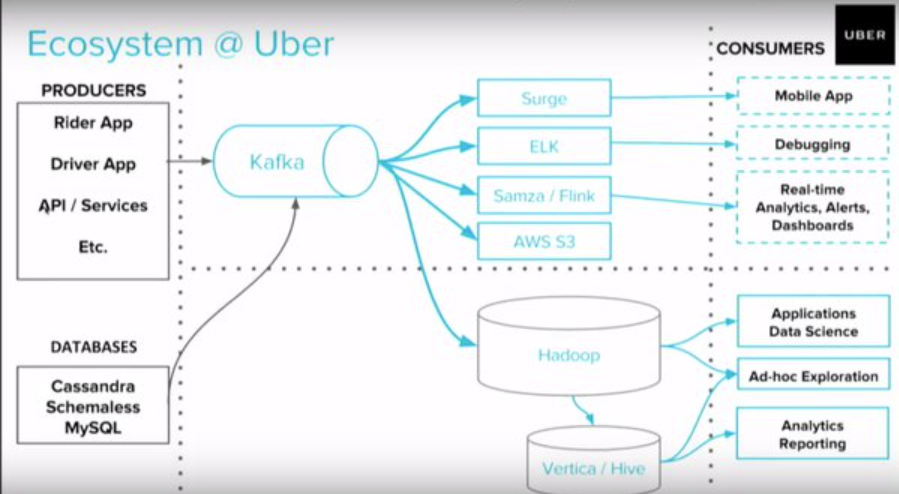 Ecosystem @ Uber
CONSUMERS
UBER
PRODUCERS
Rider App
Driver App
API / Services
Etc.
Kafka
Surge
ELK
Samza / Flink
AWS S3
Mobile App
Debugging
Real-time
Analytics, Alerts,
Dashboards
DATABASES
Cassandra
Schemaless
MySQL
Hadoop
Vertica / Hive
Applications
Data Science
Ad-hoc Exploration
Analytics
Reporting